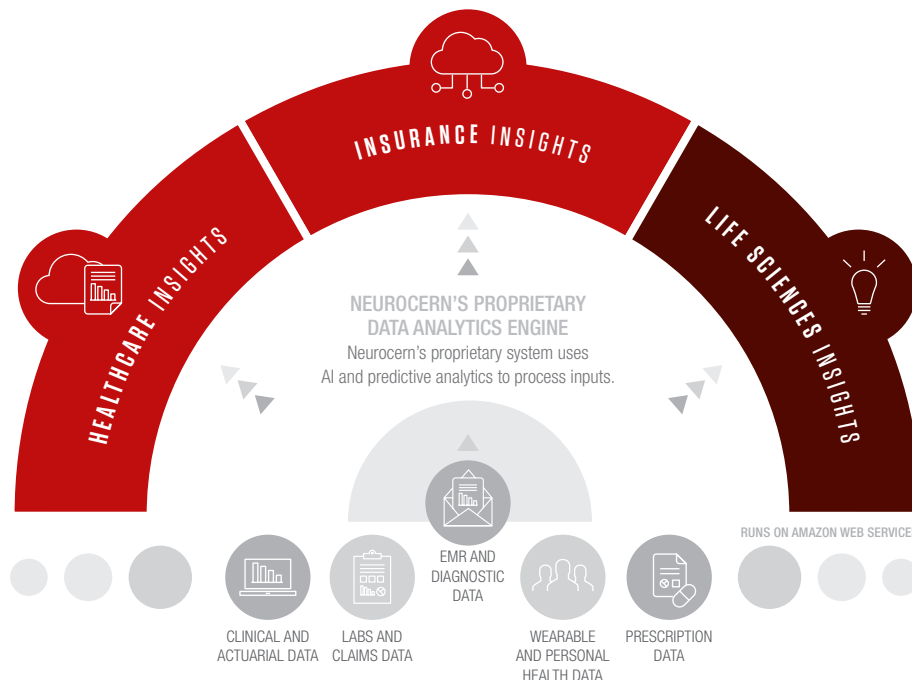 INSURANCE INSIGHTS
HEALTHCARE INSIGHTS
LIFE SCIENCES INSIGHTS
NEUROCERN'S PROPRIETARY
DATA ANALYTICS ENGINE
Neurocern's proprietary system uses
AI and predictive analytics to process inputs.
RUNS ON AMAZON WEB SERVICE
EMR AND
DIAGNOSTIC
DATA
CLINICAL AND
ACTUARIAL DATA
LABS AND
CLAIMS DATA
WEARABLE
AND PERSONAL
HEALTH DATA
PRESCRIPTION
DATA